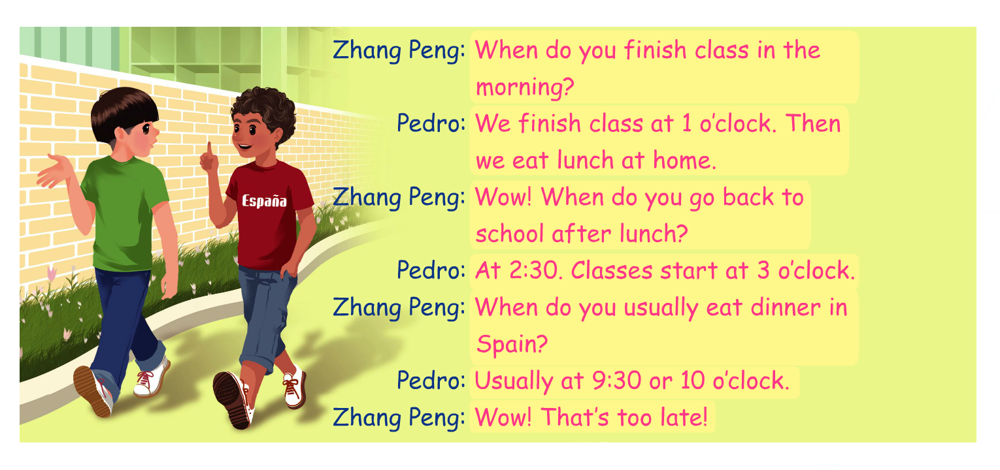 Zhang Peng: When do you finish class in the
morning?
Pedro: We finish class at 1 o'clock. Then
we eat lunch at home.
Zhang Peng: Wow! When do you go back to
school after lunch?
Pedro: At 2:30. Classes start at 3 o'clock.
Zhang Peng: When do you usually eat dinner in
Spain?
Pedro: Usually at 9:30 or 10 o'clock.
Zhang Peng: Wow! That's too late!
España